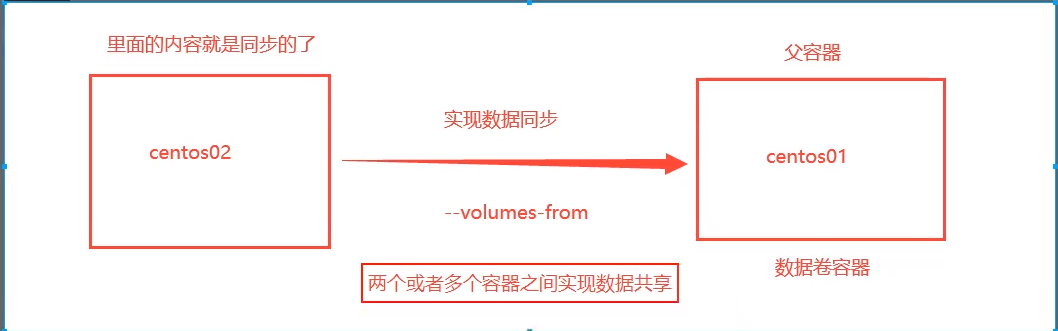 里面的内容就是同步的了
父容器
实现数据同步
centos02
centos01
--volumes-from
数据卷容器
两个或者多个容器之间实现数据共享